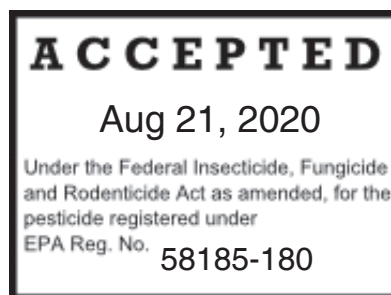 ACCEPTED
Aug 21, 2020
Under the Federal Insecticide, Fungicide
and Rodenticide Act as amended, for the
pesticide registered under
EPA Reg. No. 58185-180